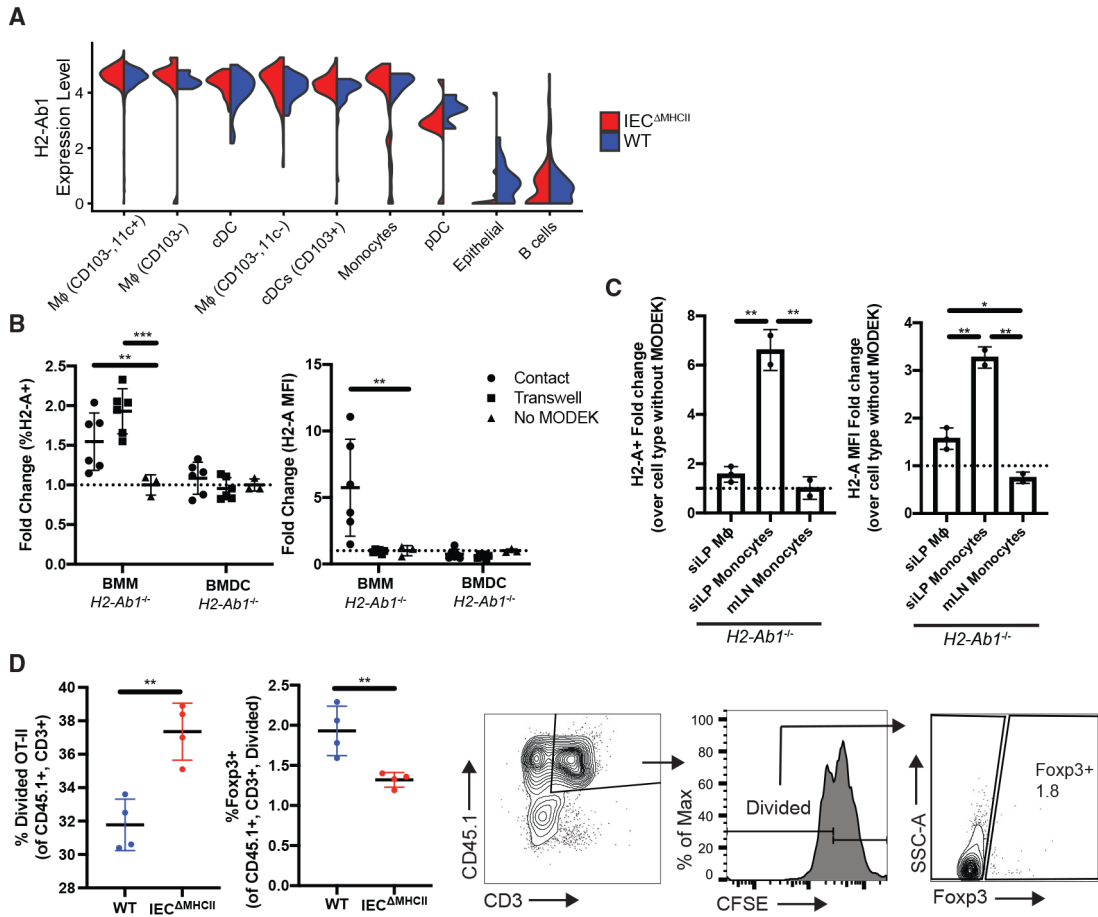 A
H2-Ab1
Expression Level
4
2
0
IEC^ΔMHCII
WT
Mϕ (CD103-,11c+)
Mϕ (CD103-)
cDC
Mϕ (CD103-,11c-)
cDCs (CD103+)
Monocytes
pDC
Epithelial
B cells
B
Fold Change (%H2-A+)
2.5
2.0
1.5
1.0
0.5
0.0
***
**
BMM
H2-Ab1-/-
BMDC
H2-Ab1-/-
Fold Change (H2-A MFI)
15
10
5
0
**
Contact
Transwell
No MODEK
BMM
H2-Ab1-/-
BMDC
H2-Ab1-/-
C
H2-A+ Fold change
(over cell type without MODEK)
8
6
4
2
0
** **
siLP Mϕ
siLP Monocytes
mLN Monocytes
H2-Ab1-/-
H2-A MFI Fold change
(over cell type without MODEK)
4
3
2
1
0
*
** **
siLP Mϕ
siLP Monocytes
mLN Monocytes
H2-Ab1-/-
D
% Divided OT-II
(of CD45.1+, CD3+)
40
38
36
34
32
30
28
**
WT
IEC^ΔMHCII
%Foxp3+
(of CD45.1+, CD3+, Divided)
2.5
2.0
1.5
1.0
0.5
0.0
**
WT
IEC^ΔMHCII
CD45.1
CD3
% of Max
100
80
60
40
20
0
Divided
CFSE
SSC-A
Foxp3+
1.8
Foxp3